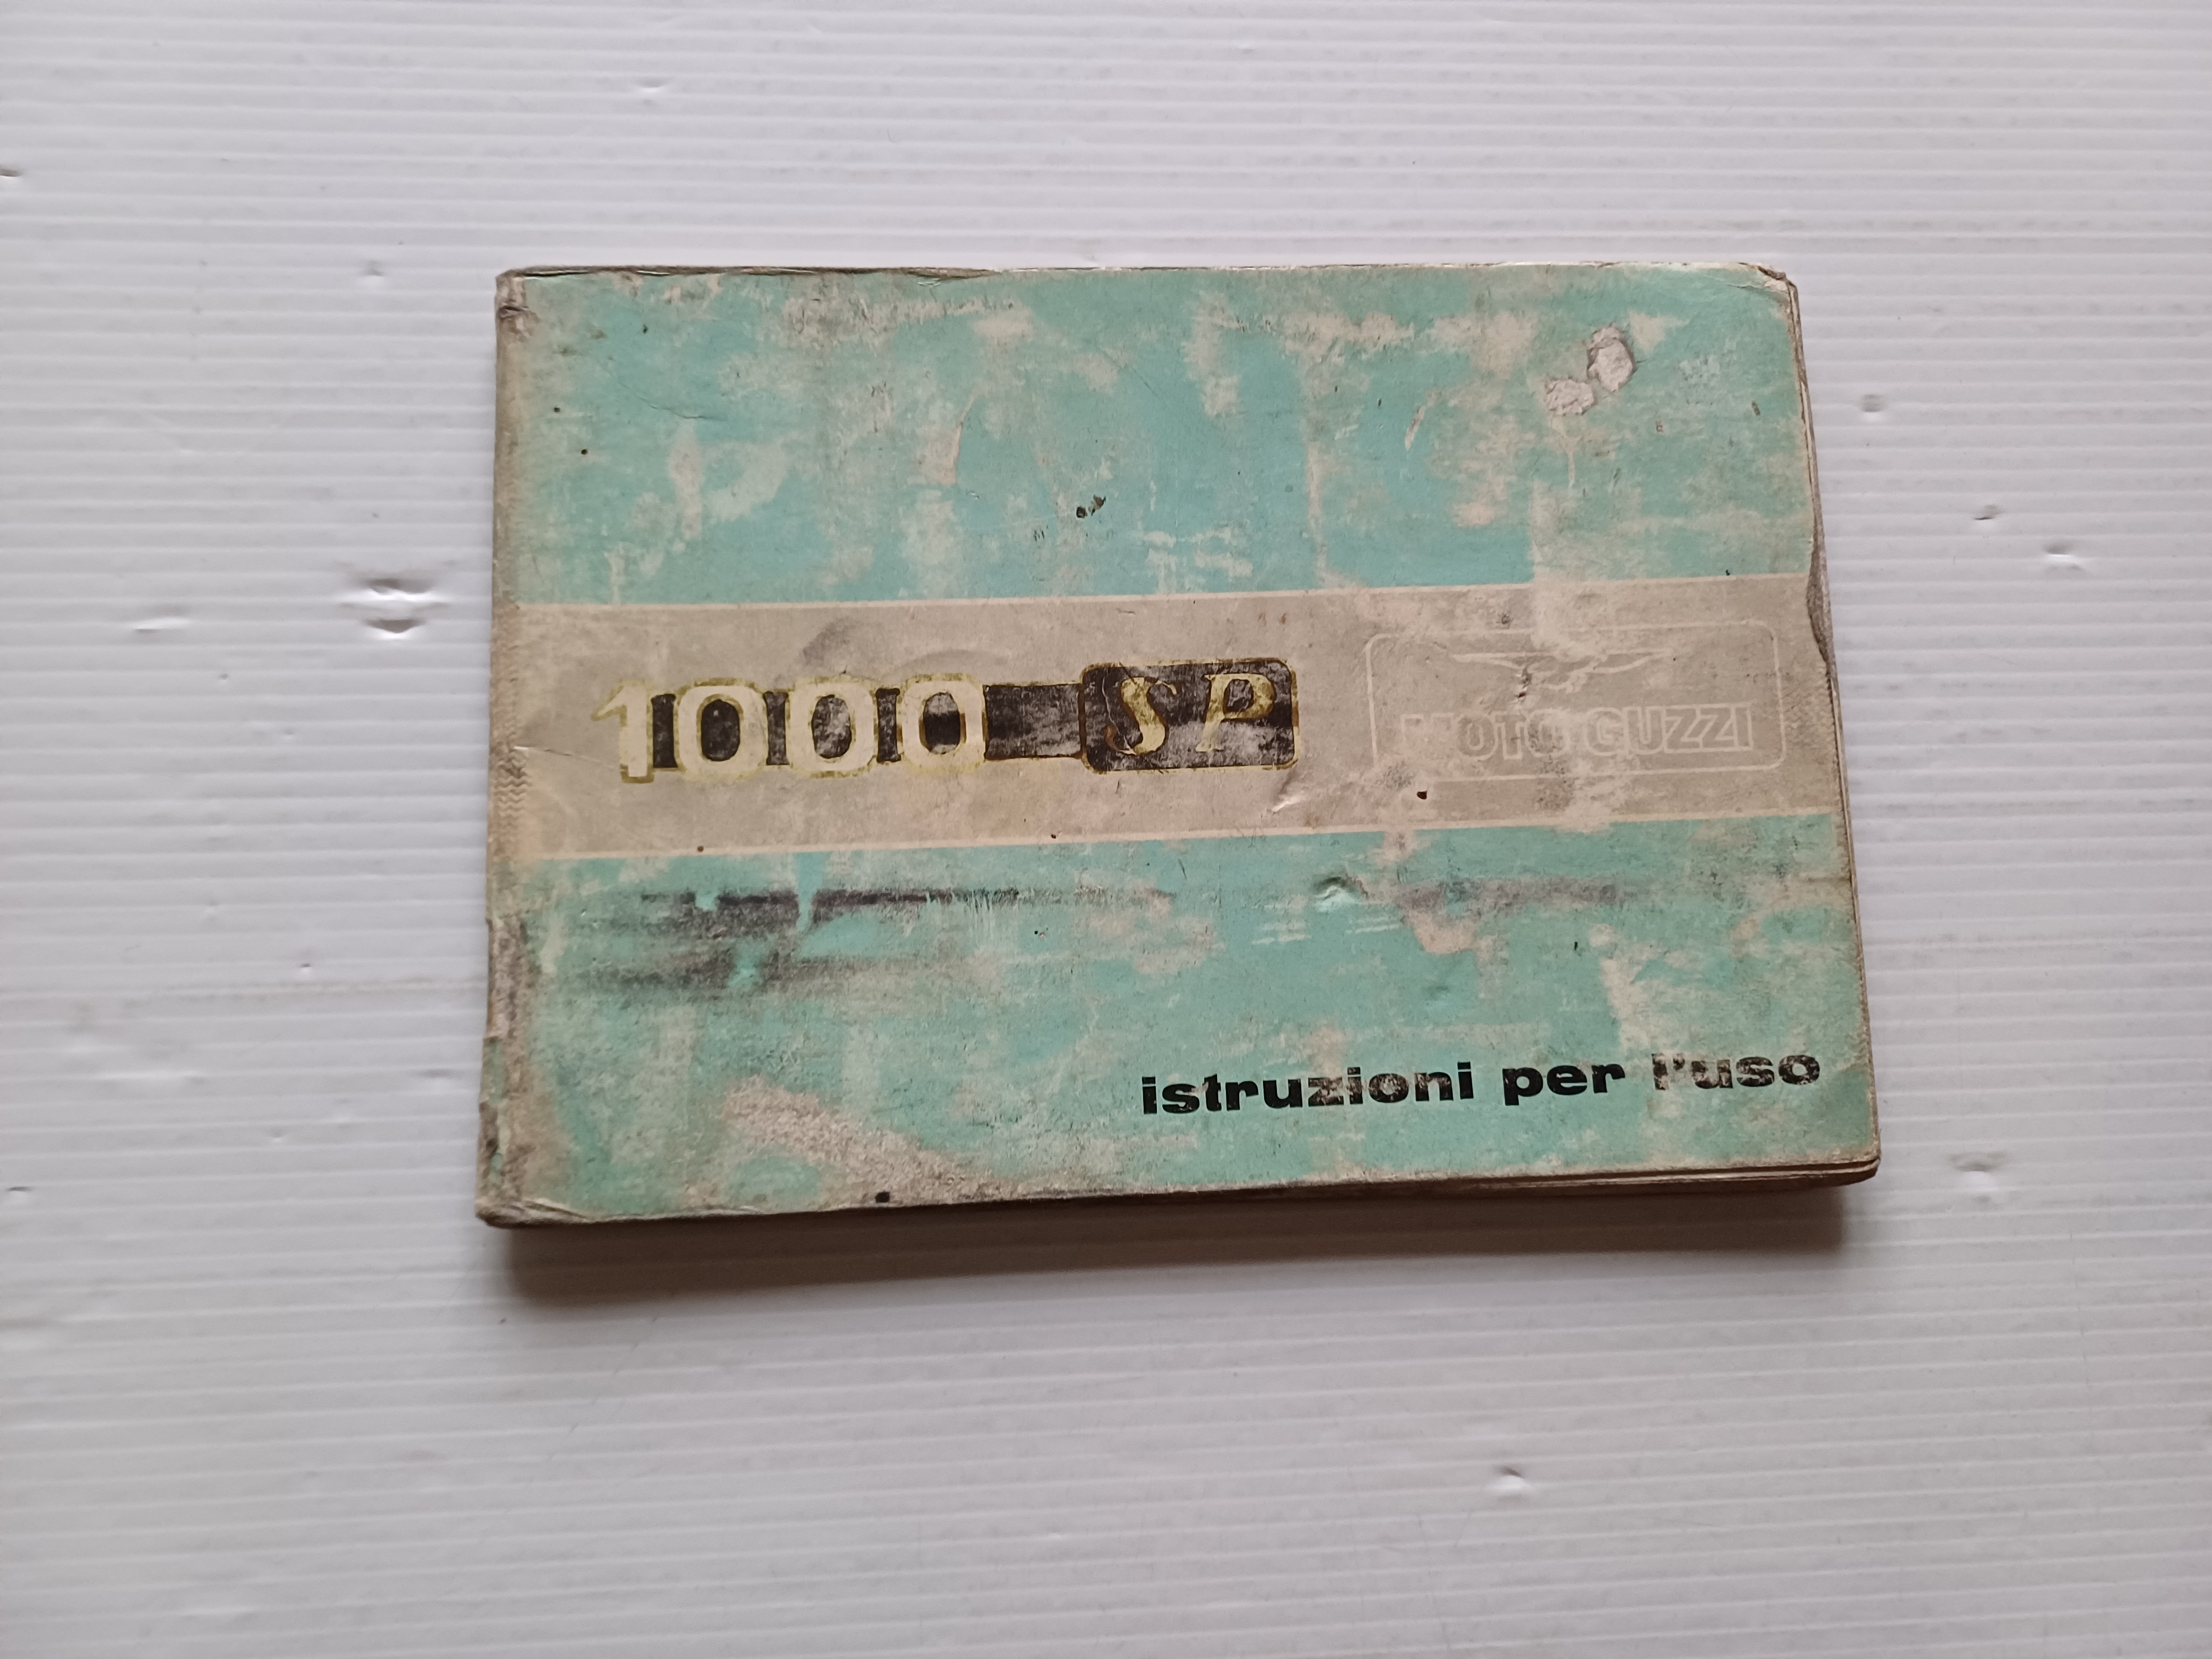 1000 SP
MOTO GUZZI
istruzioni per l'uso